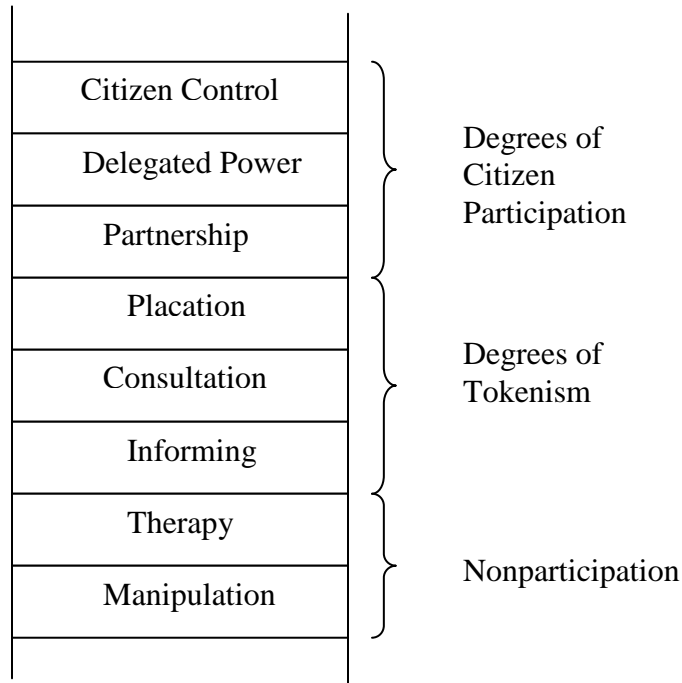 Citizen Control
Delegated Power
Partnership
Degrees of
Citizen
Participation
Placation
Consultation
Informing
Degrees of
Tokenism
Therapy
Manipulation
Nonparticipation